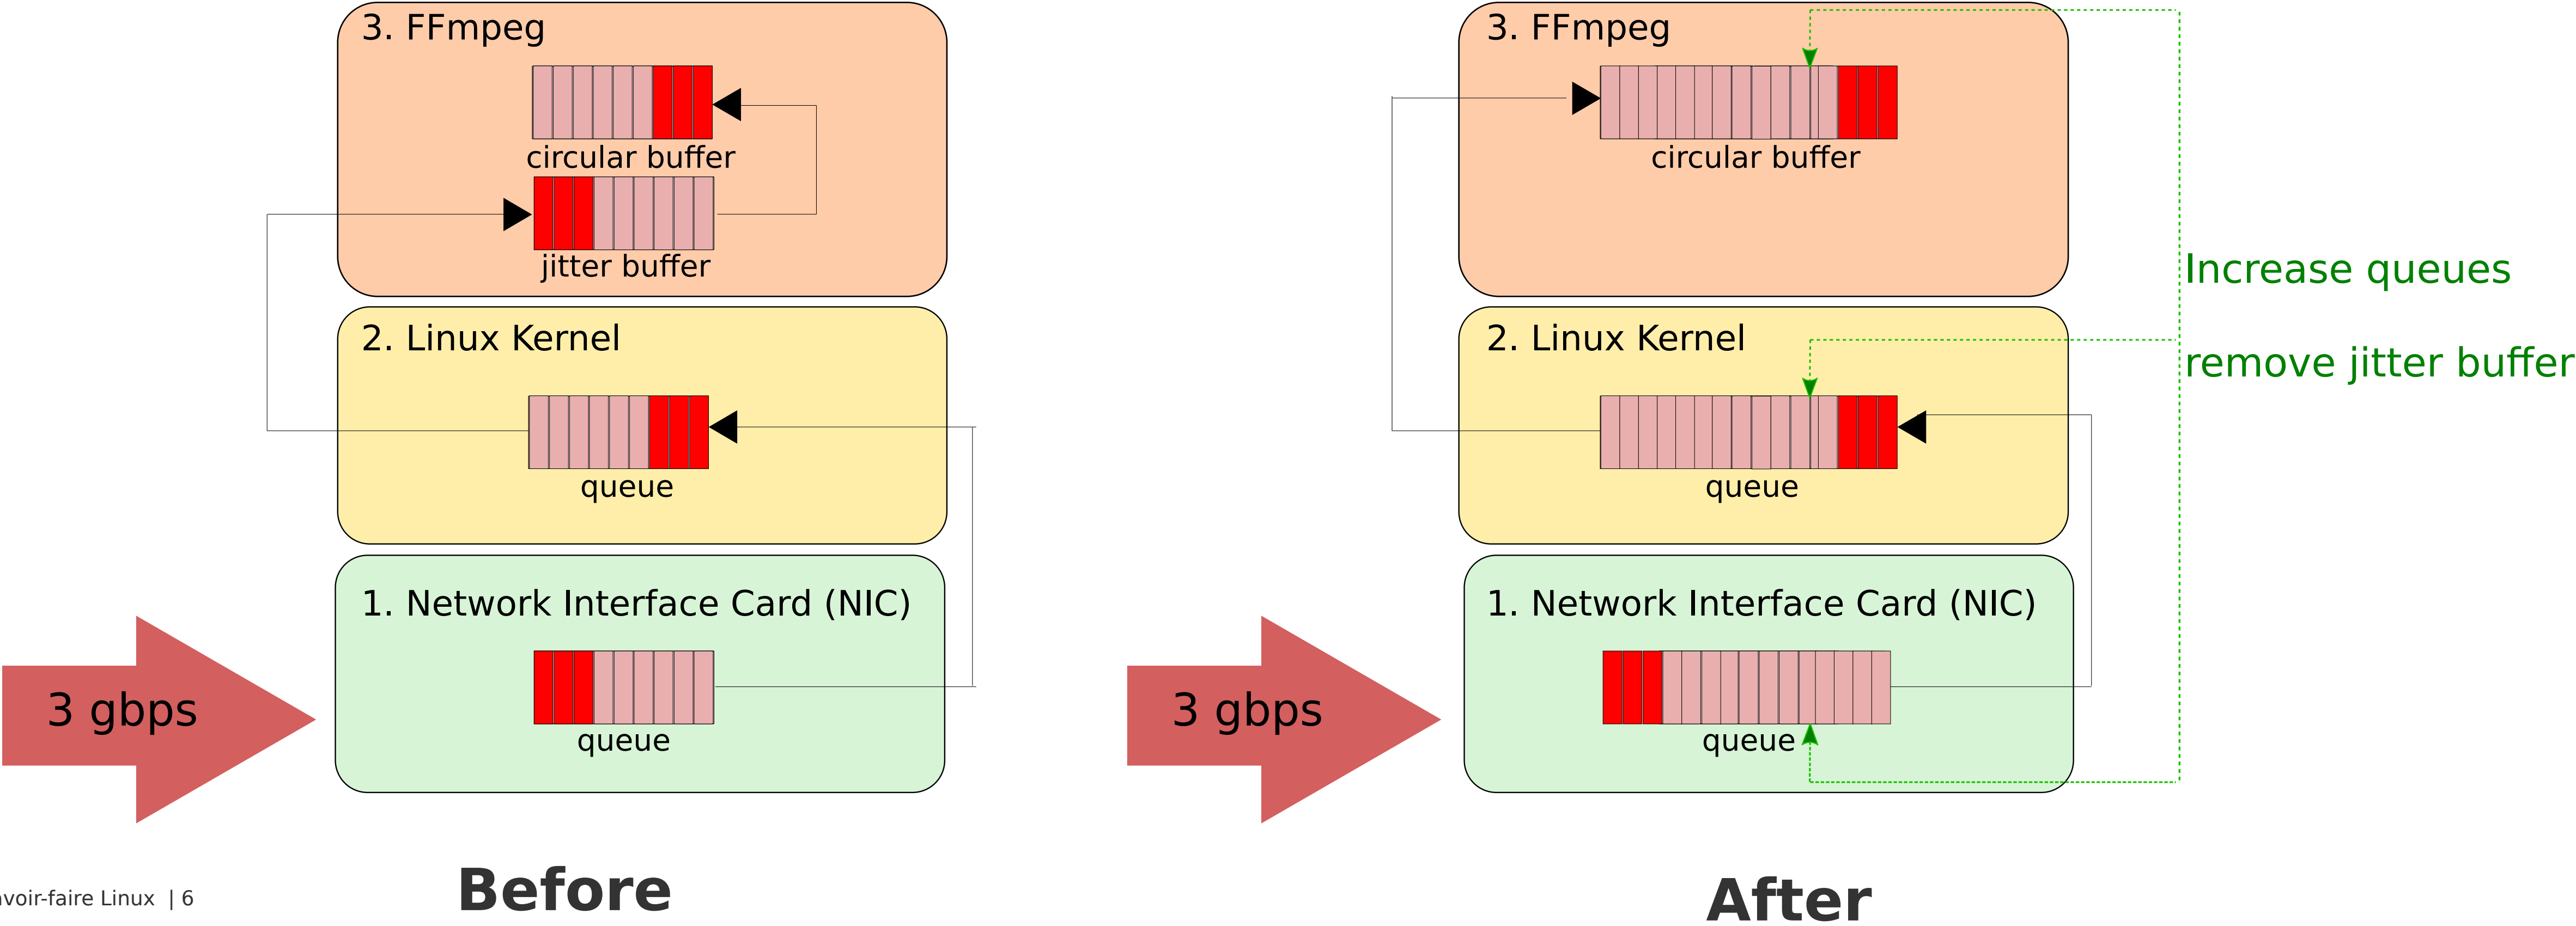 3. FFmpeg
circular buffer
jitter buffer
2. Linux Kernel
queue
1. Network Interface Card (NIC)
queue
3 gbps
Before
3. FFmpeg
circular buffer
2. Linux Kernel
queue
1. Network Interface Card (NIC)
queue
3 gbps
Increase queues
remove jitter buffer
After
voir-faire Linux | 6